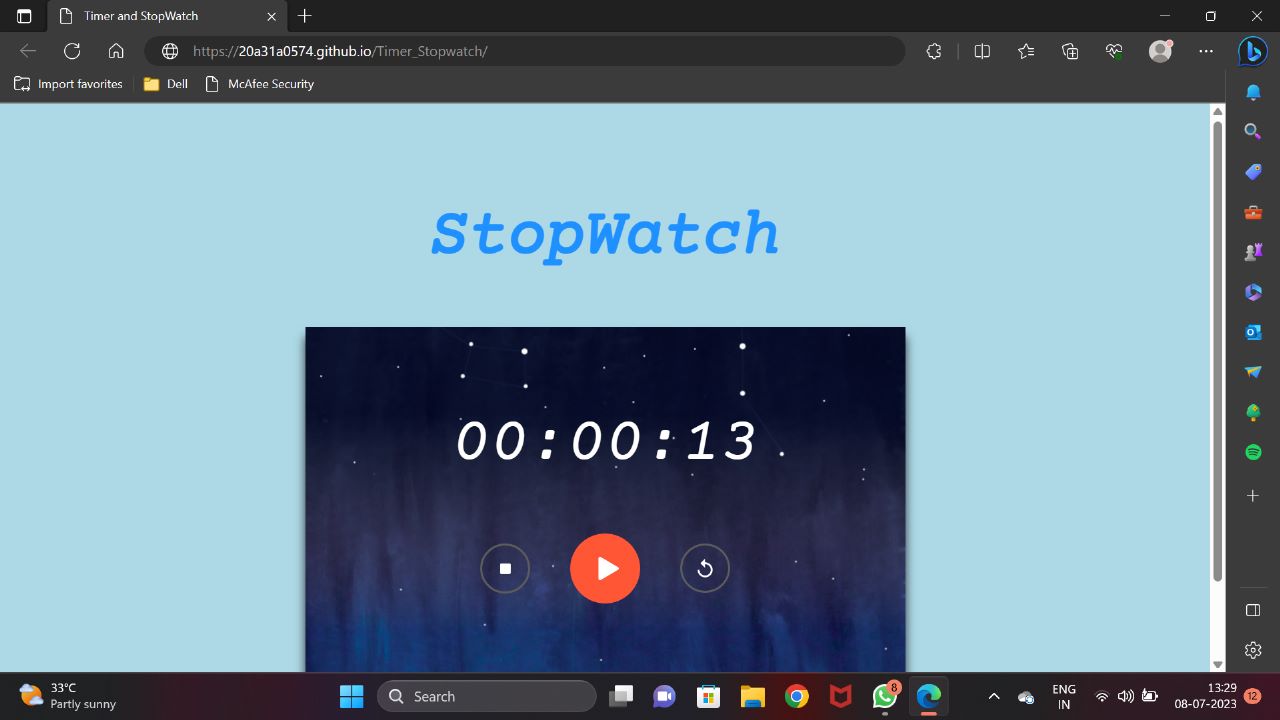 Timer and StopWatch
https://20a31a0574.github.io/Timer_Stopwatch/
Import favorites
Dell
McAfee Security
StopWatch
00:00:13
33°C
Partly sunny
Search
8
ENG
IN
13:29
08-07-2023
12